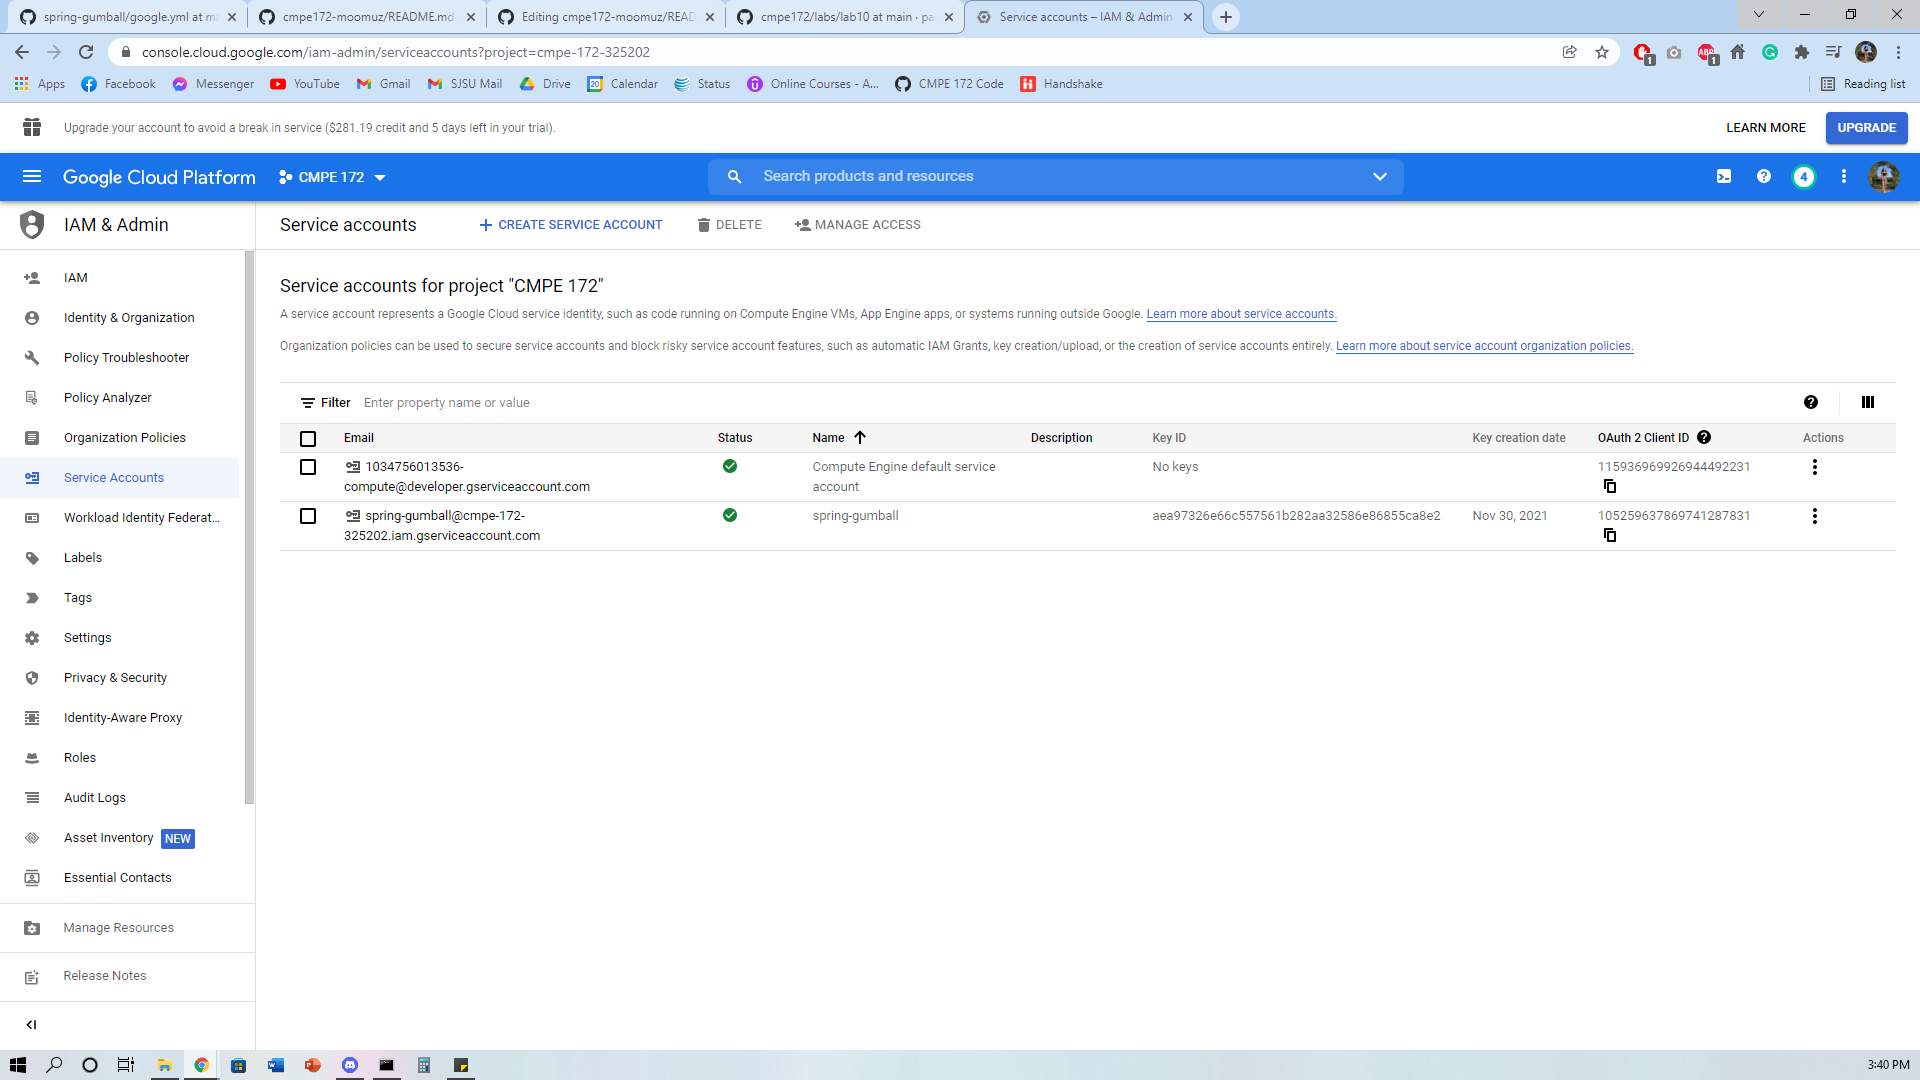 spring-gumball/google.yml at ma
cmpe172-moomuz/README.md
Editing cmpe172-moomuz/READ
cmpe172/labs/lab10 at main · pa
Service accounts – IAM & Admin
console.cloud.google.com/iam-admin/serviceaccounts?project=cmpe-172-325202
1
ABP
1
Apps
Facebook
Messenger
YouTube
Gmail
SJSU Mail
Drive
20
Calendar
Status
Online Courses - A...
CMPE 172 Code
Handshake
Reading list
Upgrade your account to avoid a break in service ($281.19 credit and 5 days left in your trial).
LEARN MORE
UPGRADE
Google Cloud Platform
CMPE 172
Search products and resources
4
IAM & Admin
Service accounts
CREATE SERVICE ACCOUNT
DELETE
MANAGE ACCESS
IAM
Identity & Organization
Policy Troubleshooter
Policy Analyzer
Organization Policies
Service Accounts
Workload Identity Federat...
Labels
Tags
Settings
Privacy & Security
Identity-Aware Proxy
Roles
Audit Logs
Asset Inventory NEW
Essential Contacts
Manage Resources
Release Notes
Service accounts for project "CMPE 172"
A service account represents a Google Cloud service identity, such as code running on Compute Engine VMs, App Engine apps, or systems running outside Google. Learn more about service accounts.
Organization policies can be used to secure service accounts and block risky service account features, such as automatic IAM Grants, key creation/upload, or the creation of service accounts entirely. Learn more about service account organization policies.
Filter Enter property name or value
Email Status Name Description Key ID Key creation date OAuth 2 Client ID Actions
1034756013536-
compute@developer.gserviceaccount.com
Compute Engine default service
account
No keys
115936969926944492231
spring-gumball@cmpe-172-
325202.iam.gserviceaccount.com
spring-gumball
aea97326e66c557561b282aa32586e86855ca8e2
Nov 30, 2021
105259637869741287831
3:40 PM